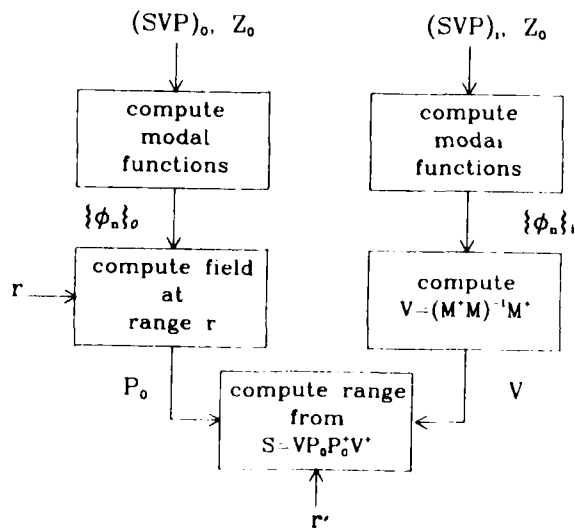 (SVP)₀, Z₀
(SVP)₁, Z₀
compute
modal
functions
compute
modal
functions
{ϕₙ}₀
{ϕₙ}₁
r
compute field
at
range r
compute
V=(M⁺M)⁻¹M⁺
P₀
V
compute range
from
S=VP₀P₀⁺V⁺
r'